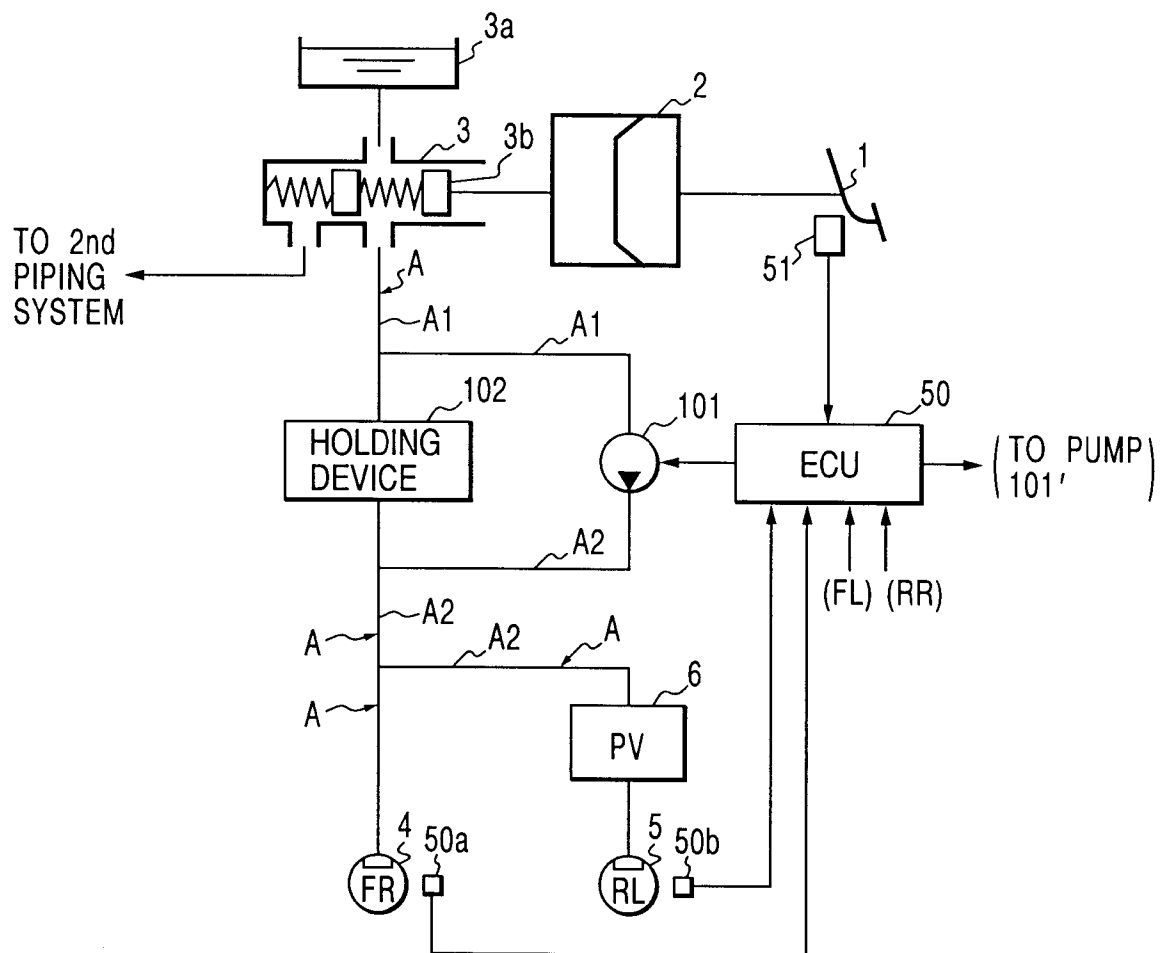 3a
2
3
3b
1
TO 2nd
PIPING
SYSTEM
51
A
A1
A1
102
101
50
HOLDING
DEVICE
ECU
(TO PUMP
101')
A2
(FL) (RR)
A2
A
A2
A
A
6
PV
4
50a
5
50b
FR
RL